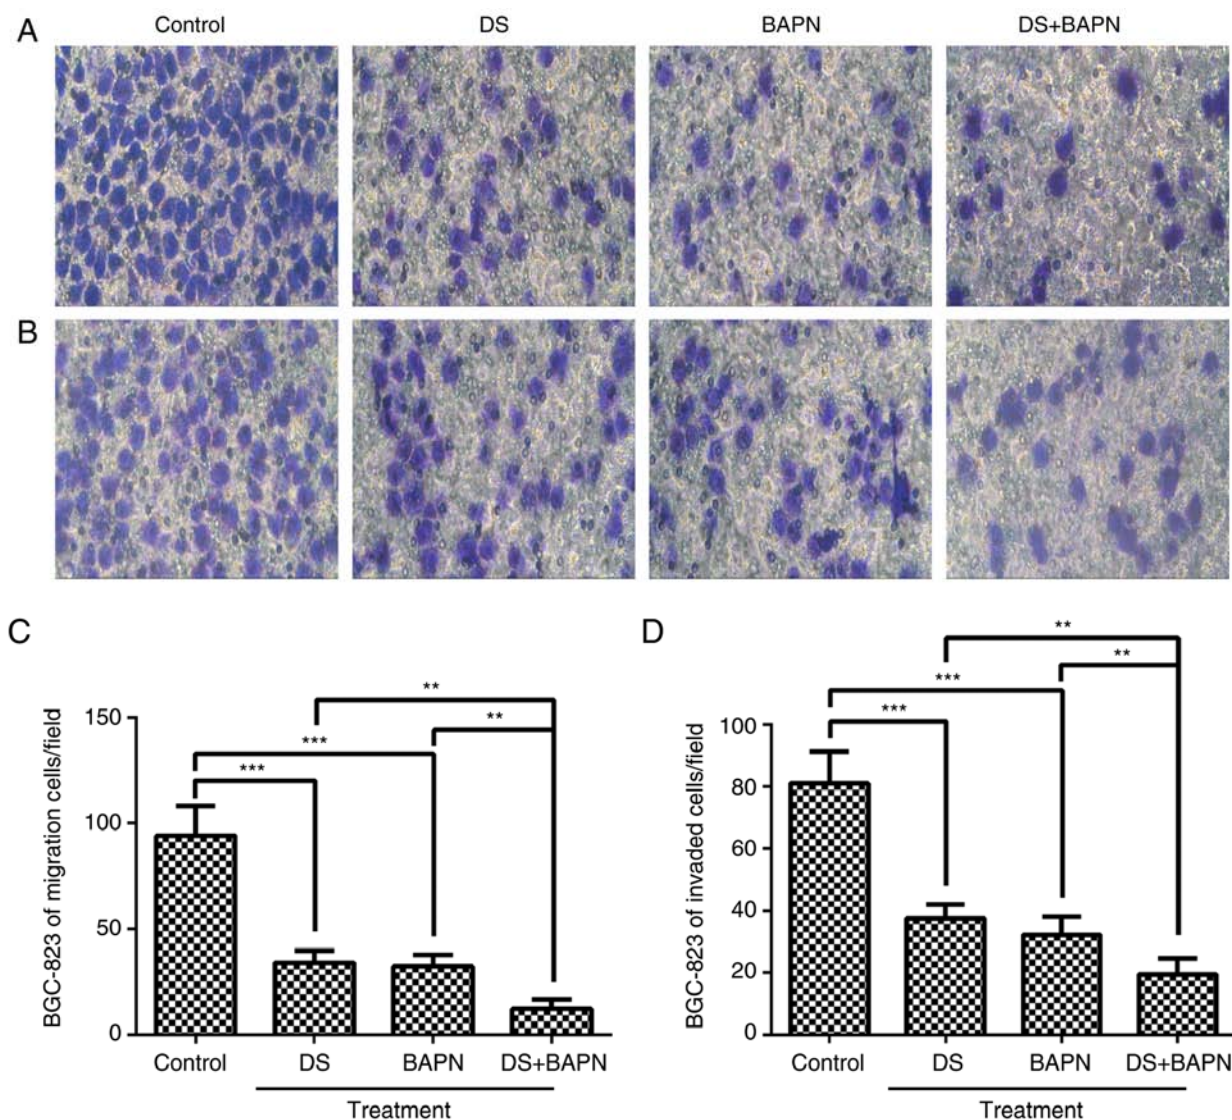 A
Control
DS
BAPN
DS+BAPN
B
C
**
**
***
***
150
100
50
0
BGC-823 of migration cells/field
Control
DS
BAPN
DS+BAPN
Treatment
D
**
**
***
***
100
80
60
40
20
0
BGC-823 of invaded cells/field
Control
DS
BAPN
DS+BAPN
Treatment